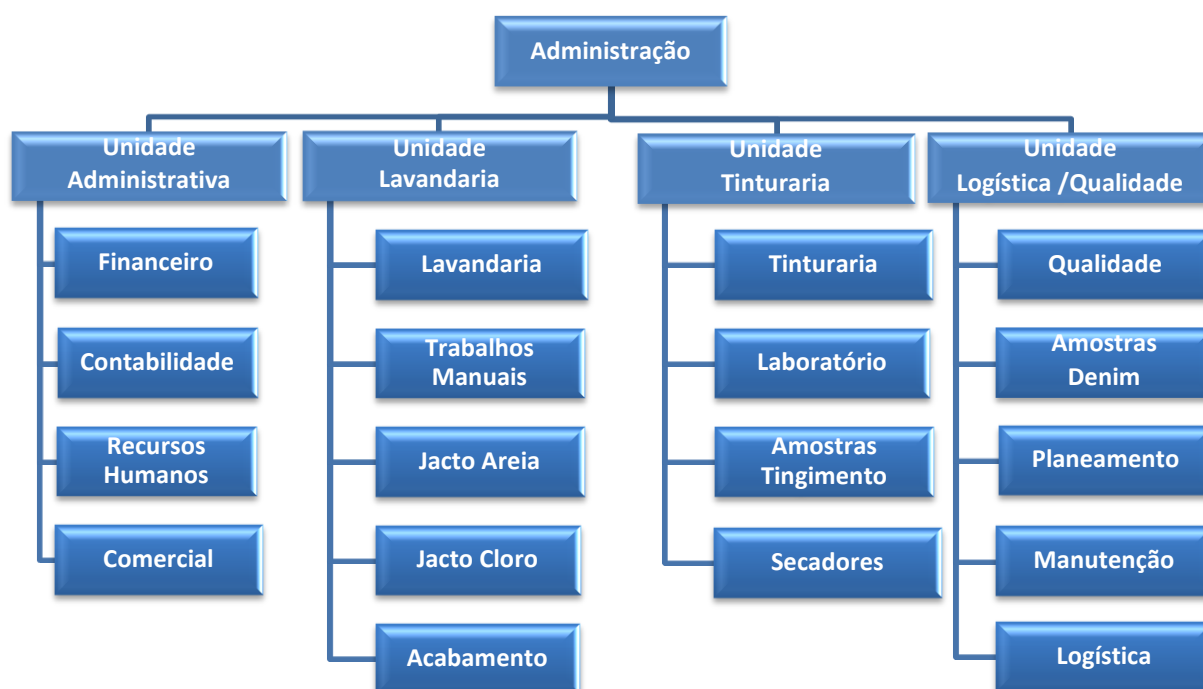 Administração
Unidade
Administrativa
Financeiro
Contabilidade
Recursos
Humanos
Comercial
Unidade
Lavandaria
Lavandaria
Trabalhos
Manuais
Jacto Areia
Jacto Cloro
Acabamento
Unidade
Tinturaria
Tinturaria
Laboratório
Amostras
Tingimento
Secadores
Unidade
Logística /Qualidade
Qualidade
Amostras
Denim
Planeamento
Manutenção
Logística